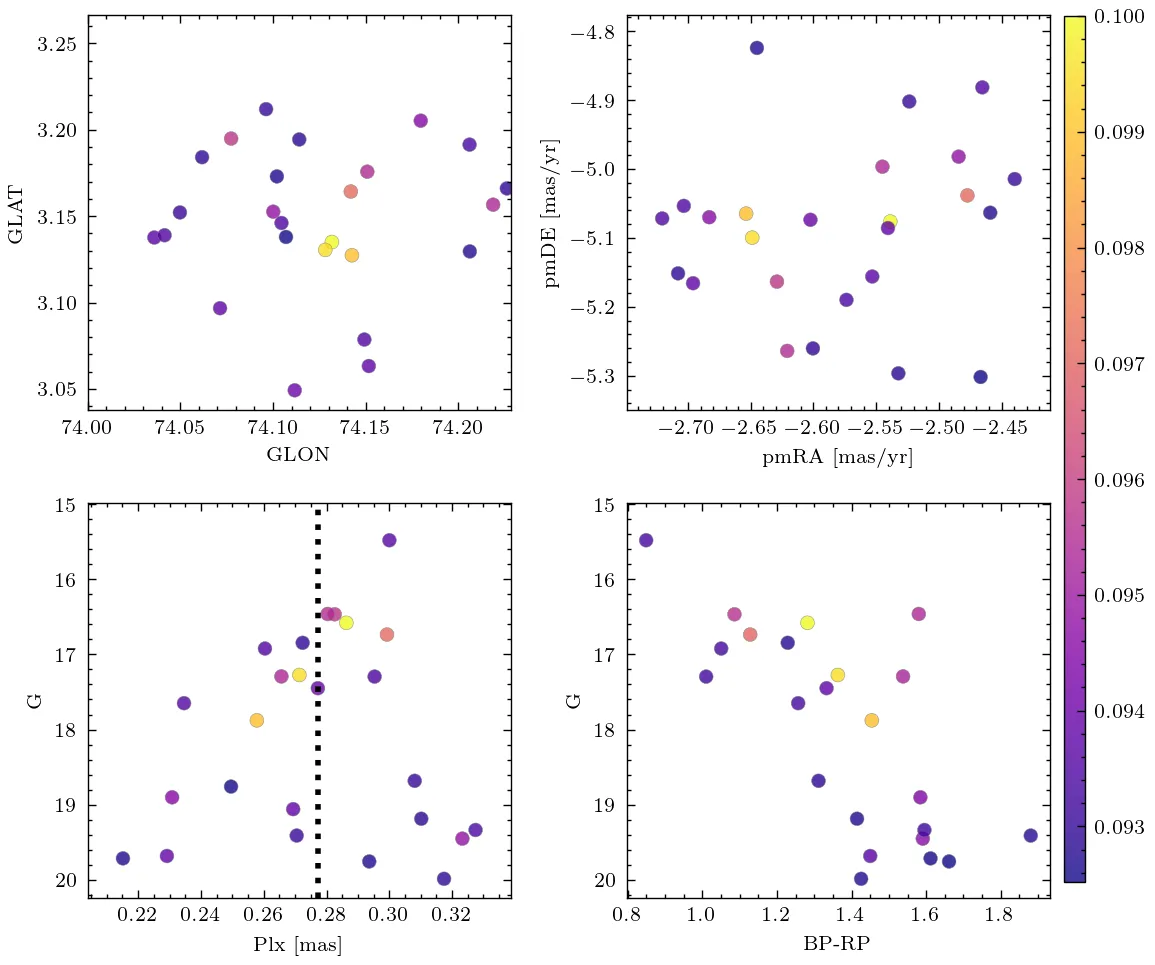 3.25
3.20
3.15
3.10
3.05
GLAT
74.00 74.05 74.10 74.15 74.20
GLON
−4.8
−4.9
−5.0
−5.1
−5.2
−5.3
pmDE [mas/yr]
−2.70 −2.65 −2.60 −2.55 −2.50 −2.45
pmRA [mas/yr]
15
16
17
18
19
20
G
0.22 0.24 0.26 0.28 0.30 0.32
Plx [mas]
15
16
17
18
19
20
G
0.8 1.0 1.2 1.4 1.6 1.8
BP-RP
0.100
0.099
0.098
0.097
0.096
0.095
0.094
0.093